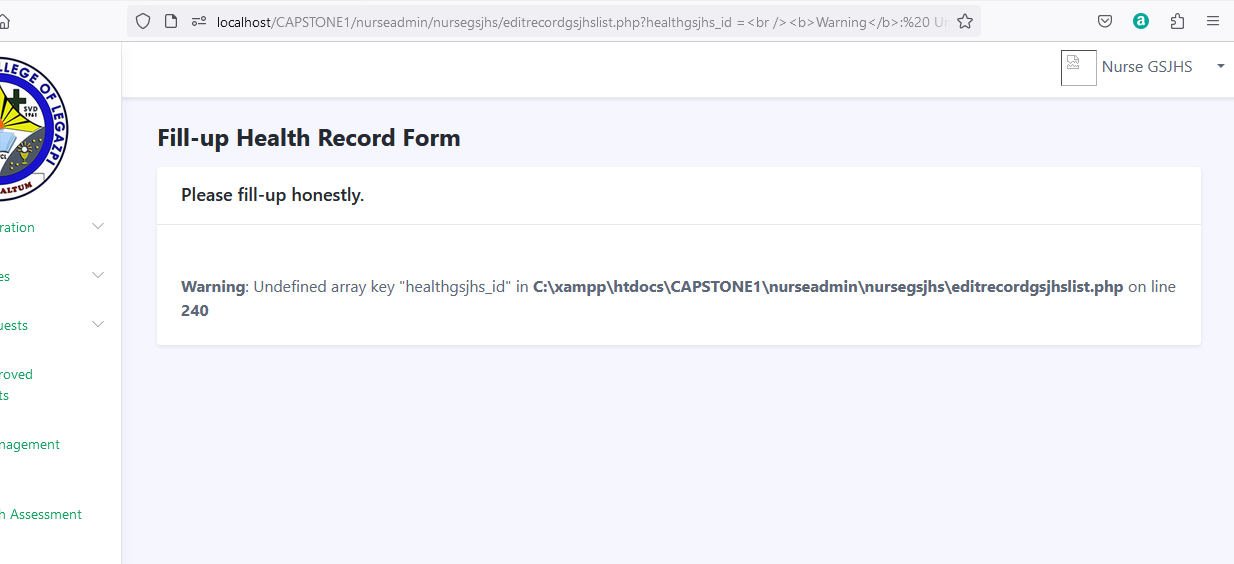 localhost/CAPSTONE1/nurseadmin/nursegsjhs/editrecordgsjhslist.php?healthgsjhs_id =<br /><b>Warning</b>:%20 Un
LLEGE OF LEGAZPI
SVD
1961
ALTUM
Nurse GSJHS
Fill-up Health Record Form
Please fill-up honestly.
ration
es
uests
Warning: Undefined array key "healthgsjhs_id" in C:\xampp\htdocs\CAPSTONE1\nurseadmin\nursegsjhs\editrecordgsjhslist.php on line
240
roved
ts
nagement
h Assessment